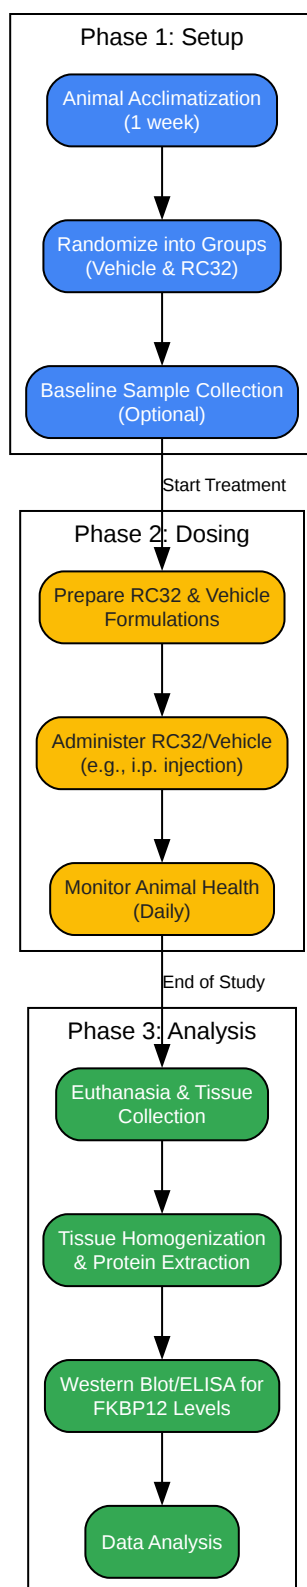 Phase 1: Setup
Animal Acclimatization
(1 week)
Randomize into Groups
(Vehicle & RC32)
Baseline Sample Collection
(Optional)
Start Treatment
Phase 2: Dosing
Prepare RC32 & Vehicle
Formulations
Administer RC32/Vehicle
(e.g., i.p. injection)
Monitor Animal Health
(Daily)
End of Study
Phase 3: Analysis
Euthanasia & Tissue
Collection
Tissue Homogenization
& Protein Extraction
Western Blot/ELISA for
FKBP12 Levels
Data Analysis